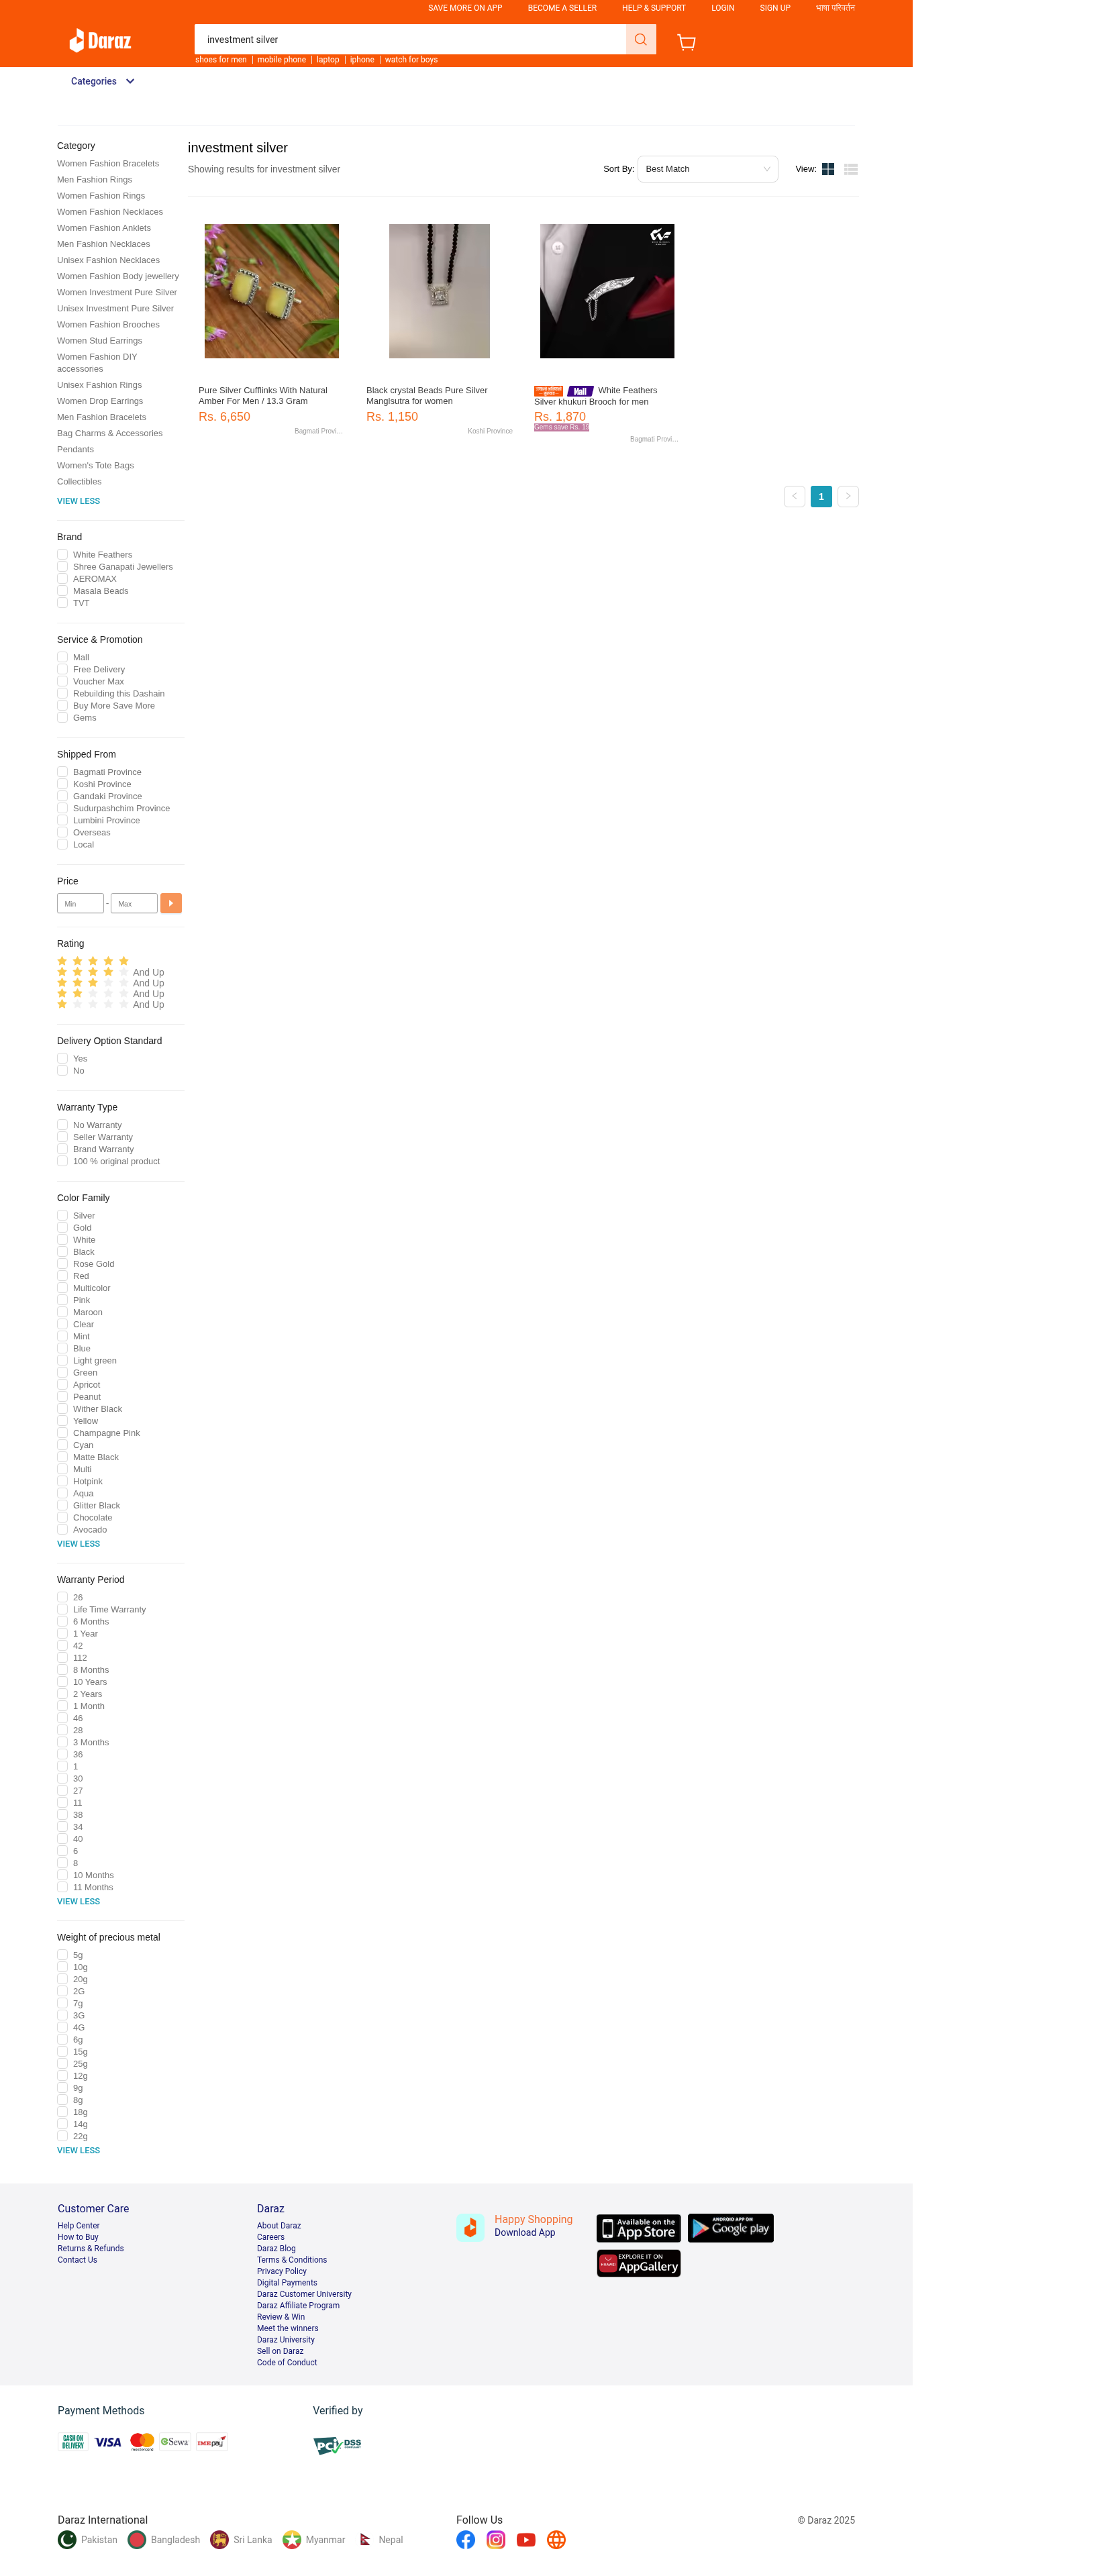 SAVE MORE ON APP
BECOME A SELLER
HELP & SUPPORT
LOGIN
SIGN UP
भाषा परिवर्तन
Daraz
investment silver
shoes for men | mobile phone | laptop | iphone | watch for boys
Categories
Category
Women Fashion Bracelets
Men Fashion Rings
Women Fashion Rings
Women Fashion Necklaces
Women Fashion Anklets
Men Fashion Necklaces
Unisex Fashion Necklaces
Women Fashion Body jewellery
Women Investment Pure Silver
Unisex Investment Pure Silver
Women Fashion Brooches
Women Stud Earrings
Women Fashion DIY
accessories
Unisex Fashion Rings
Women Drop Earrings
Men Fashion Bracelets
Bag Charms & Accessories
Pendants
Women's Tote Bags
Collectibles
VIEW LESS
Brand
White Feathers
Shree Ganapati Jewellers
AEROMAX
Masala Beads
TVT
Service & Promotion
Mall
Free Delivery
Voucher Max
Rebuilding this Dashain
Buy More Save More
Gems
Shipped From
Bagmati Province
Koshi Province
Gandaki Province
Sudurpashchim Province
Lumbini Province
Overseas
Local
Price
Min - Max
Rating
And Up
And Up
And Up
And Up
Delivery Option Standard
Yes
No
Warranty Type
No Warranty
Seller Warranty
Brand Warranty
100 % original product
Color Family
Silver
Gold
White
Black
Rose Gold
Red
Multicolor
Pink
Maroon
Clear
Mint
Blue
Light green
Green
Apricot
Peanut
Wither Black
Yellow
Champagne Pink
Cyan
Matte Black
Multi
Hotpink
Aqua
Glitter Black
Chocolate
Avocado
VIEW LESS
Warranty Period
26
Life Time Warranty
6 Months
1 Year
42
112
8 Months
10 Years
2 Years
1 Month
46
28
3 Months
36
1
30
27
11
38
34
40
6
8
10 Months
11 Months
VIEW LESS
Weight of precious metal
5g
10g
20g
2G
7g
3G
4G
6g
15g
25g
12g
9g
8g
18g
14g
22g
VIEW LESS
investment silver
Showing results for investment silver
Sort By: Best Match
View:
Pure Silver Cufflinks With Natural
Amber For Men / 13.3 Gram
Rs. 6,650
Bagmati Provi...
Black crystal Beads Pure Silver
Manglsutra for women
Rs. 1,150
Koshi Province
Mall White Feathers
Silver khukuri Brooch for men
Rs. 1,870
Gems save Rs. 19
Bagmati Provi...
1
Customer Care
Help Center
How to Buy
Returns & Refunds
Contact Us
Daraz
About Daraz
Careers
Daraz Blog
Terms & Conditions
Privacy Policy
Digital Payments
Daraz Customer University
Daraz Affiliate Program
Review & Win
Meet the winners
Daraz University
Sell on Daraz
Code of Conduct
Happy Shopping
Download App
Available on the
App Store
ANDROID APP ON
Google play
EXPLORE IT ON
AppGallery
Payment Methods
CASH ON
DELIVERY
VISA
mastercard
eSewa
IME pay
Verified by
PCI DSS
Daraz International
Pakistan
Bangladesh
Sri Lanka
Myanmar
Nepal
Follow Us
© Daraz 2025